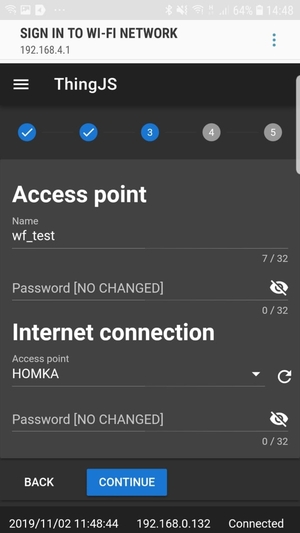 64% 14:48
SIGN IN TO WI-FI NETWORK
192.168.4.1
ThingJS
3 4 5
Access point
Name
wf_test
7 / 32
Password [NO CHANGED]
0 / 32
Internet connection
Access point
HOMKA
Password [NO CHANGED]
0 / 32
BACK CONTINUE
2019/11/02 11:48:44 192.168.0.132 Connected